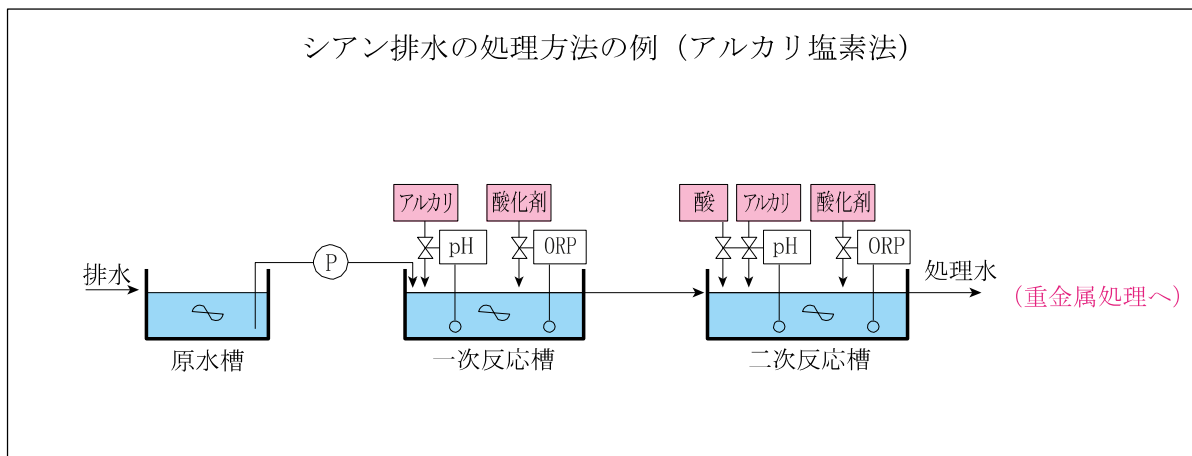 シアン排水の処理方法の例（アルカリ塩素法）
アルカリ
酸化剤
酸
アルカリ
酸化剤
pH
ORP
pH
ORP
P
排水
処理水
（重金属処理へ）
原水槽
一次反応槽
二次反応槽